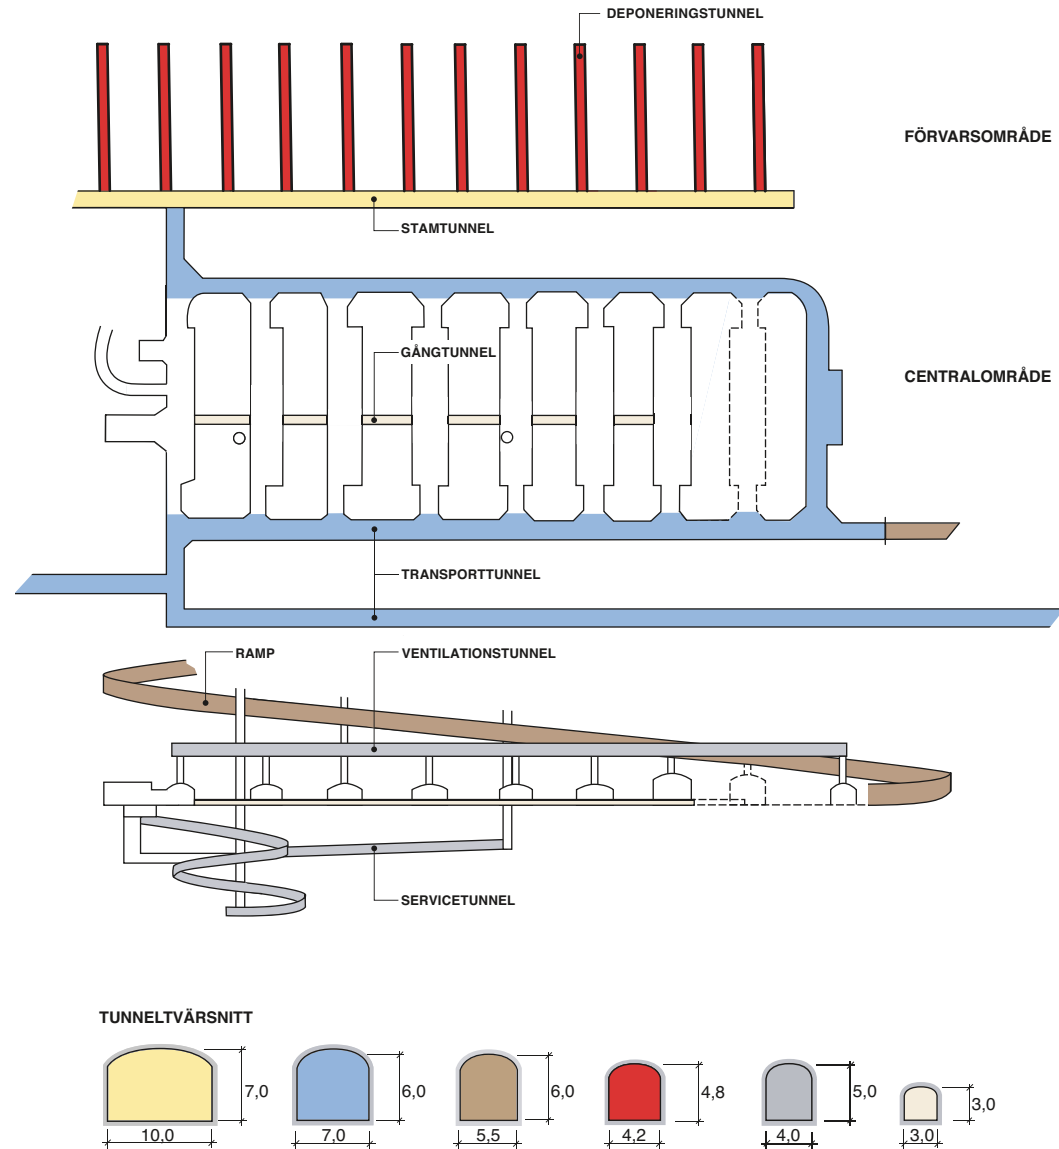 DEPONERINGSTUNNEL
FÖRVARSOMRÅDE
STAMTUNNEL
GÅNGTUNNEL
CENTRALOMRÅDE
TRANSPORTTUNNEL
RAMP
VENTILATIONSTUNNEL
SERVICETUNNEL
TUNNELTVÄRSNITT
7,0
6,0
6,0
4,8
5,0
3,0
10,0
7,0
5,5
4,2
4,0
3,0